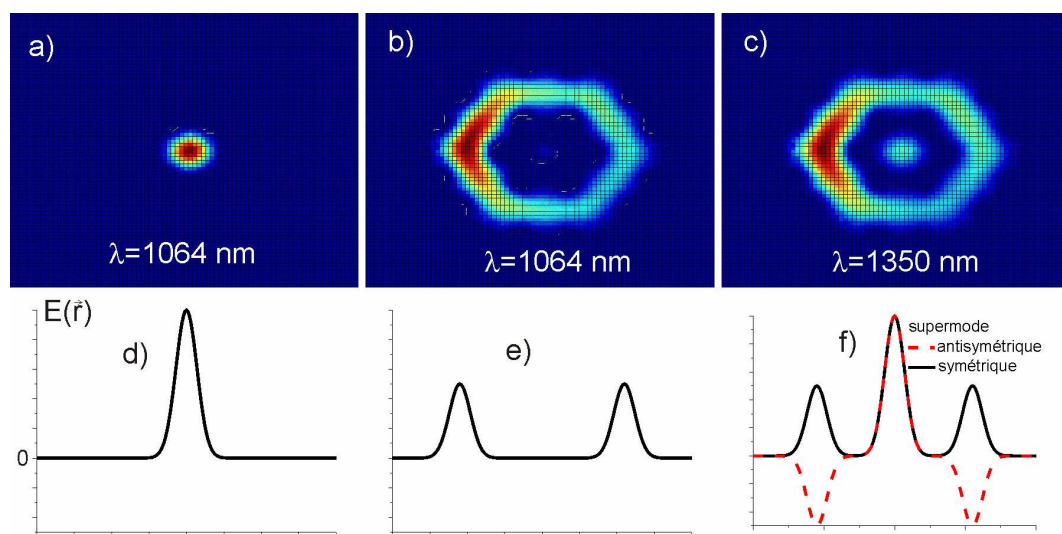 a)
λ=1064 nm
b)
λ=1064 nm
c)
λ=1350 nm
E(r⃗)
d)
0
e)
f)
supermode
antisymétrique
symétrique